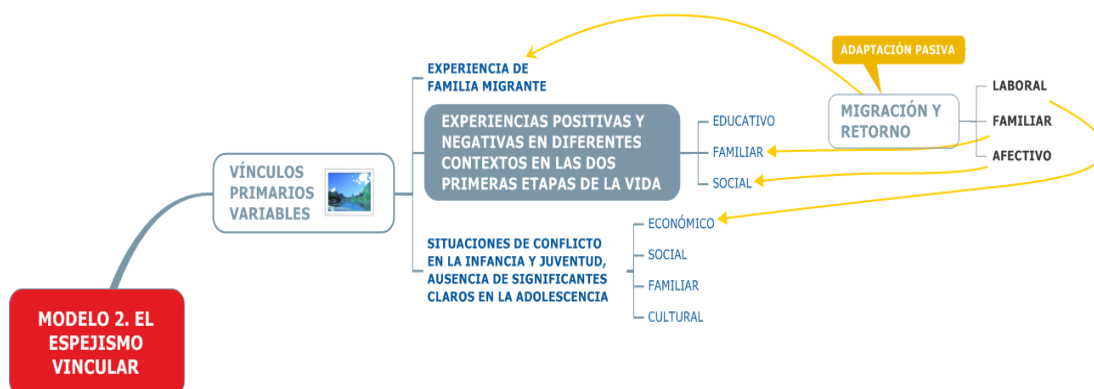 MODELO 2. EL
ESPEJISMO
VINCULAR
VÍNCULOS
PRIMARIOS
VARIABLES
EXPERIENCIA DE
FAMILIA MIGRANTE
EXPERIENCIAS POSITIVAS Y
NEGATIVAS EN DIFERENTES
CONTEXTOS EN LAS DOS
PRIMERAS ETAPAS DE LA VIDA
EDUCATIVO
FAMILIAR
SOCIAL
SITUACIONES DE CONFLICTO
EN LA INFANCIA Y JUVENTUD,
AUSENCIA DE SIGNIFICANTES
CLAROS EN LA ADOLESCENCIA
ECONÓMICO
SOCIAL
FAMILIAR
CULTURAL
ADAPTACIÓN PASIVA
MIGRACIÓN Y
RETORNO
LABORAL
FAMILIAR
AFECTIVO